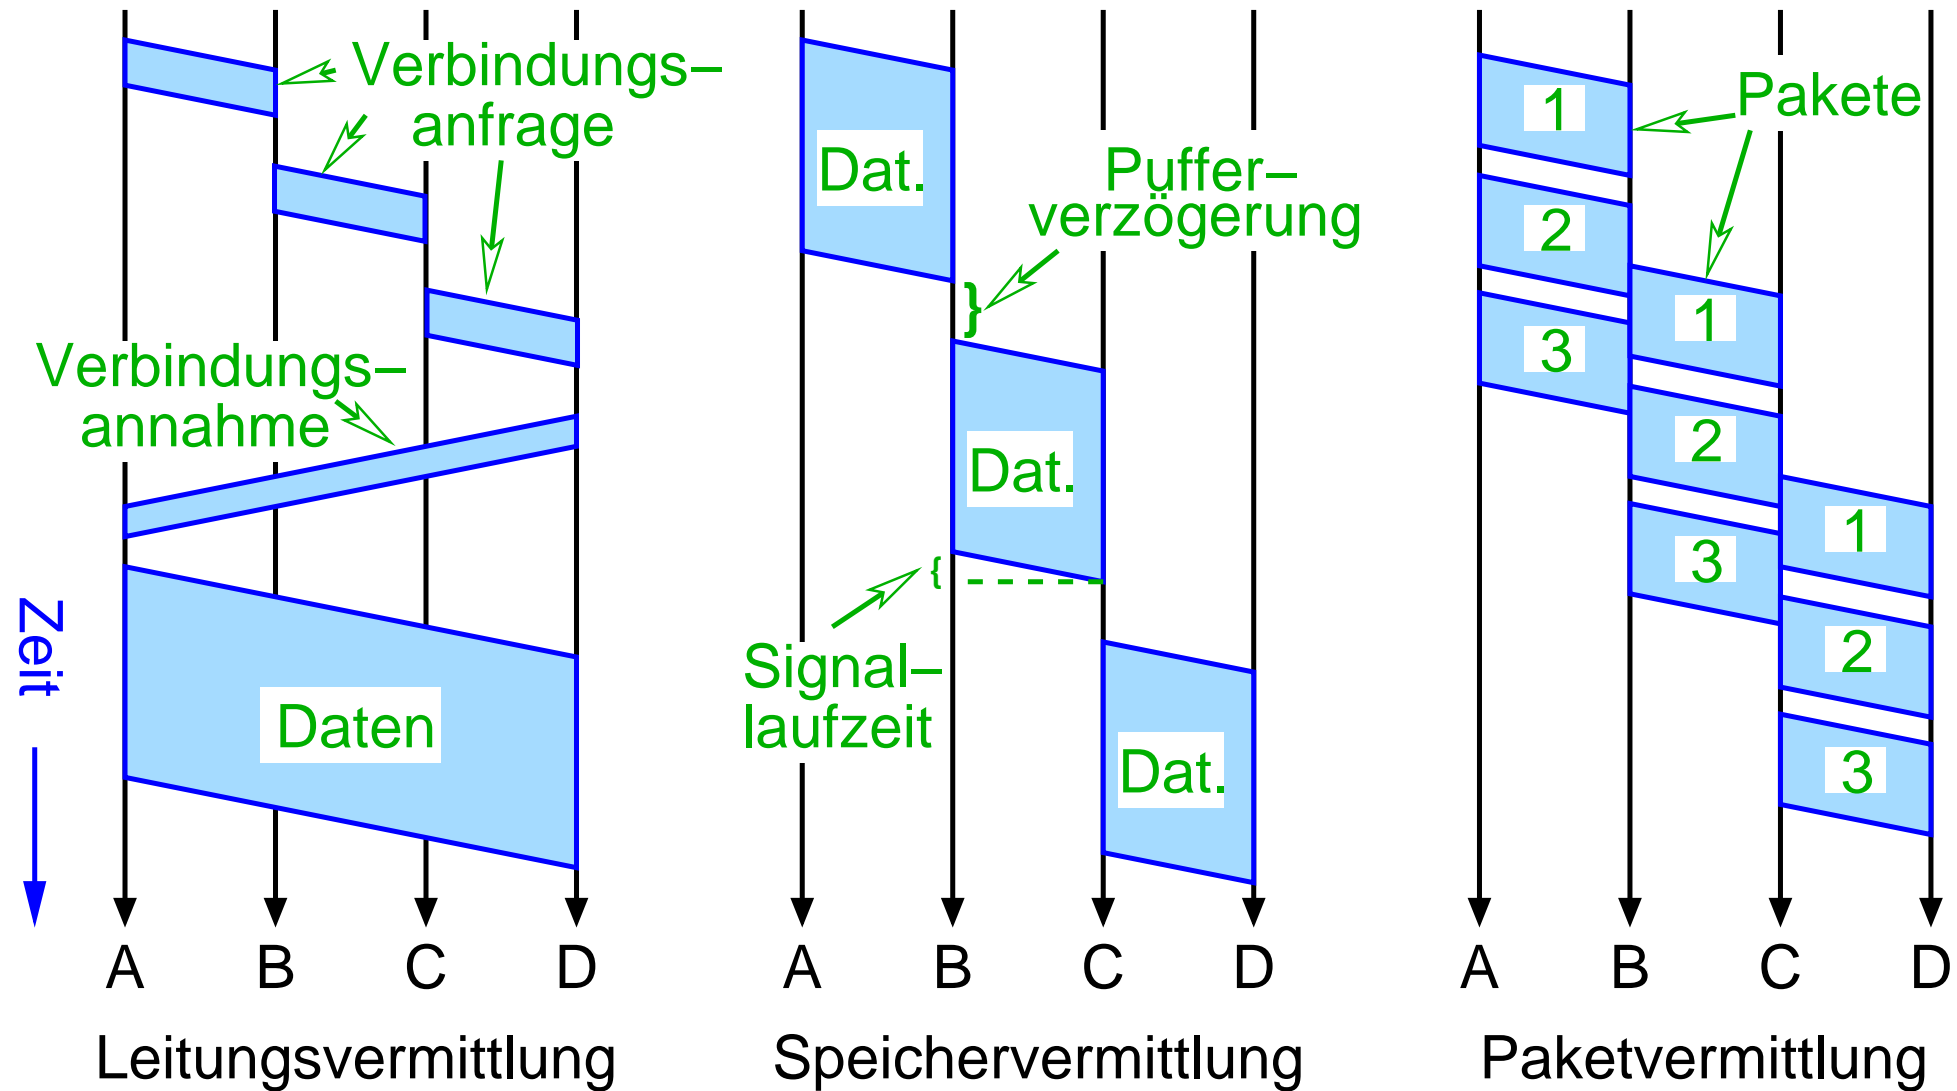 Verbindungs–
anfrage
Verbindungs–
annahme
Daten
Zeit
A B C D
Leitungsvermittlung
Dat.
Puffer–
verzögerung
}
Dat.
{
Signal–
laufzeit
Dat.
A B C D
Speichervermittlung
Pakete
1
2
3
1
2
3
1
2
3
A B C D
Paketvermittlung